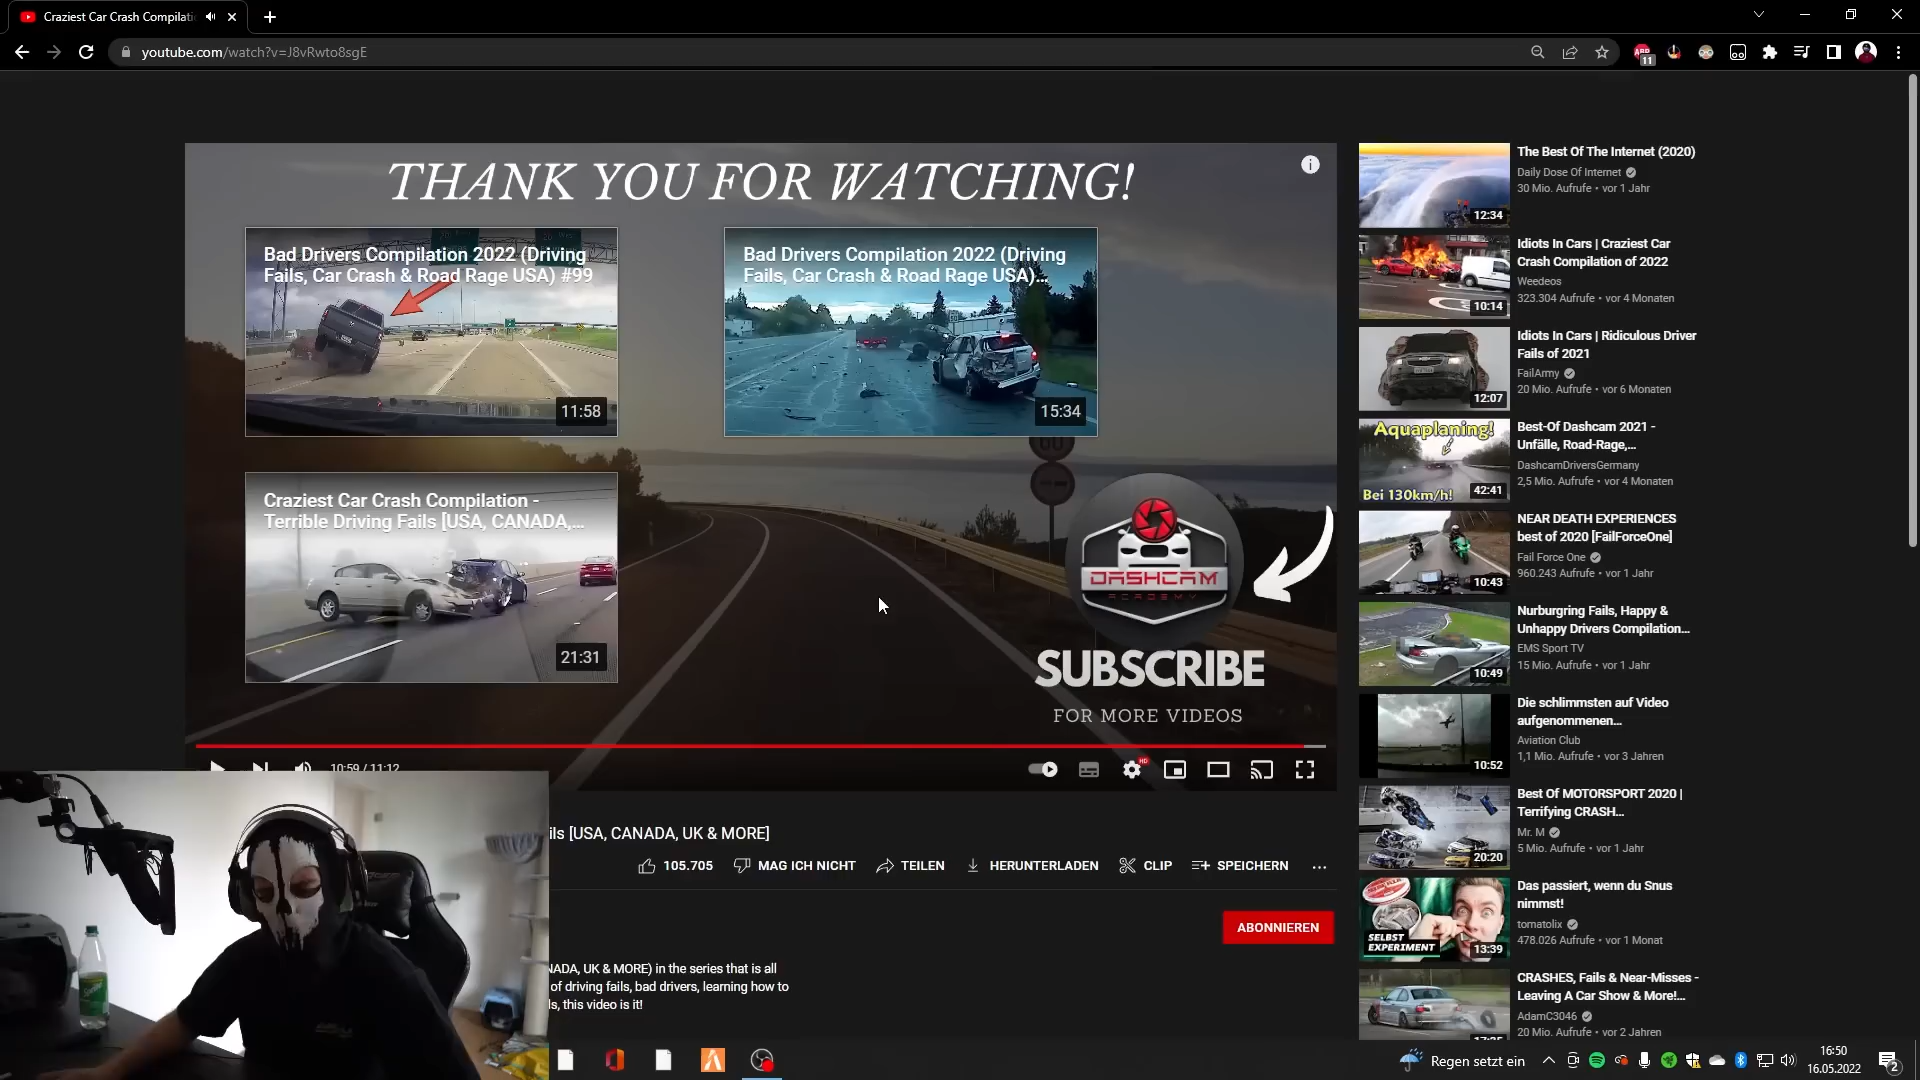 Craziest Car Crash Compilati
youtube.com/watch?v=J8vRwto8sgE
ABP
11
THANK YOU FOR WATCHING!
Bad Drivers Compilation 2022 (Driving
Fails, Car Crash & Road Rage USA) #99
11:58
Bad Drivers Compilation 2022 (Driving
Fails, Car Crash & Road Rage USA)...
15:34
Craziest Car Crash Compilation -
Terrible Driving Fails [USA, CANADA,...
21:31
DASHCAM
ACADEMY
SUBSCRIBE
FOR MORE VIDEOS
10:59 / 11:12
HD
ils [USA, CANADA, UK & MORE]
105.705
MAG ICH NICHT
TEILEN
HERUNTERLADEN
CLIP
SPEICHERN
ABONNIEREN
NADA, UK & MORE) in the series that is all
of driving fails, bad drivers, learning how to
ls, this video is it!
The Best Of The Internet (2020)
Daily Dose Of Internet
30 Mio. Aufrufe • vor 1 Jahr
12:34
Idiots In Cars | Craziest Car
Crash Compilation of 2022
Weedeos
323.304 Aufrufe • vor 4 Monaten
10:14
Idiots In Cars | Ridiculous Driver
Fails of 2021
FailArmy
20 Mio. Aufrufe • vor 6 Monaten
12:07
Aquaplaning!
Bei 130km/h!
42:41
Best-Of Dashcam 2021 -
Unfälle, Road-Rage,...
DashcamDriversGermany
2,5 Mio. Aufrufe • vor 4 Monaten
NEAR DEATH EXPERIENCES
best of 2020 [FailForceOne]
Fail Force One
960.243 Aufrufe • vor 1 Jahr
10:43
Nurburgring Fails, Happy &
Unhappy Drivers Compilation...
EMS Sport TV
15 Mio. Aufrufe • vor 1 Jahr
10:49
Die schlimmsten auf Video
aufgenommenen...
Aviation Club
1,1 Mio. Aufrufe • vor 3 Jahren
10:52
Best Of MOTORSPORT 2020 |
Terrifying CRASH...
Mr. M
5 Mio. Aufrufe • vor 1 Jahr
20:20
Das passiert, wenn du Snus
nimmst!
tomatolix
478.026 Aufrufe • vor 1 Monat
SELBST
EXPERIMENT
13:39
CRASHES, Fails & Near-Misses -
Leaving A Car Show & More!...
AdamC3046
20 Mio. Aufrufe • vor 2 Jahren
Regen setzt ein
16:50
16.05.2022
2